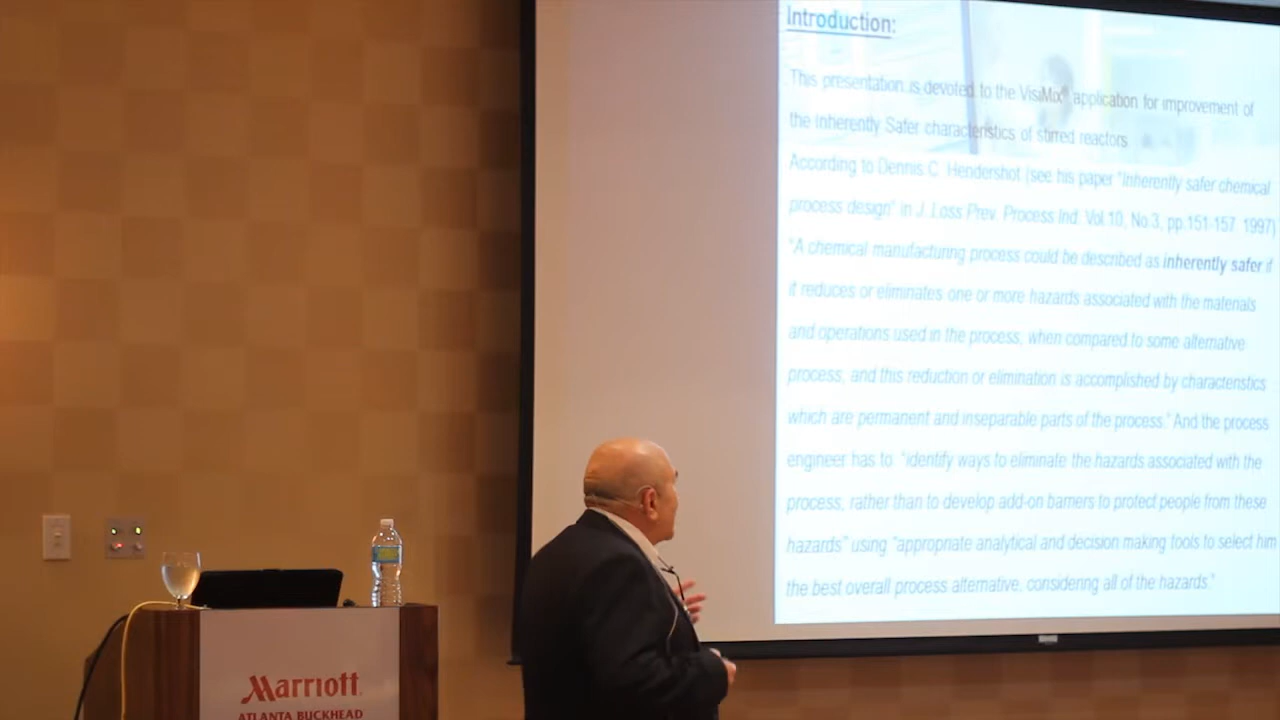 Introduction:
This presentation is devoted to the VisiMix® application for improvement of
the Inherently Safer characteristics of stirred reactors.
According to Dennis C. Hendershot (see his paper "Inherently safer chemical
process design" in J. Loss Prev. Process Ind. Vol.10, No.3, pp.151-157. 1997)
"A chemical manufacturing process could be described as inherently safer if
it reduces or eliminates one or more hazards associated with the materials
and operations used in the process, when compared to some alternative
process, and this reduction or elimination is accomplished by characteristics
which are permanent and inseparable parts of the process." And the process
engineer has to: "identify ways to eliminate the hazards associated with the
process, rather than to develop add-on barriers to protect people from these
hazards" using "appropriate analytical and decision making tools to select him
the best overall process alternative, considering all of the hazards."
Marriott
ATLANTA BUCKHEAD